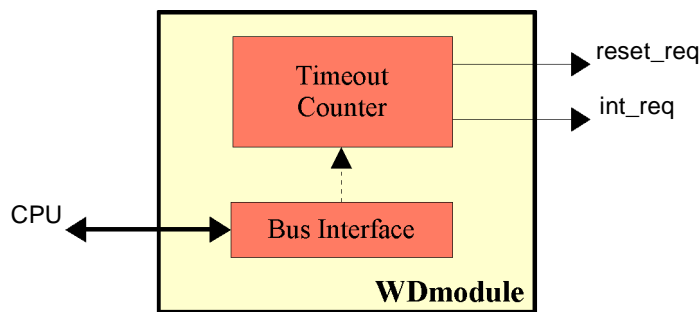 Timeout
Counter
reset_req
int_req
CPU
Bus Interface
WDmodule